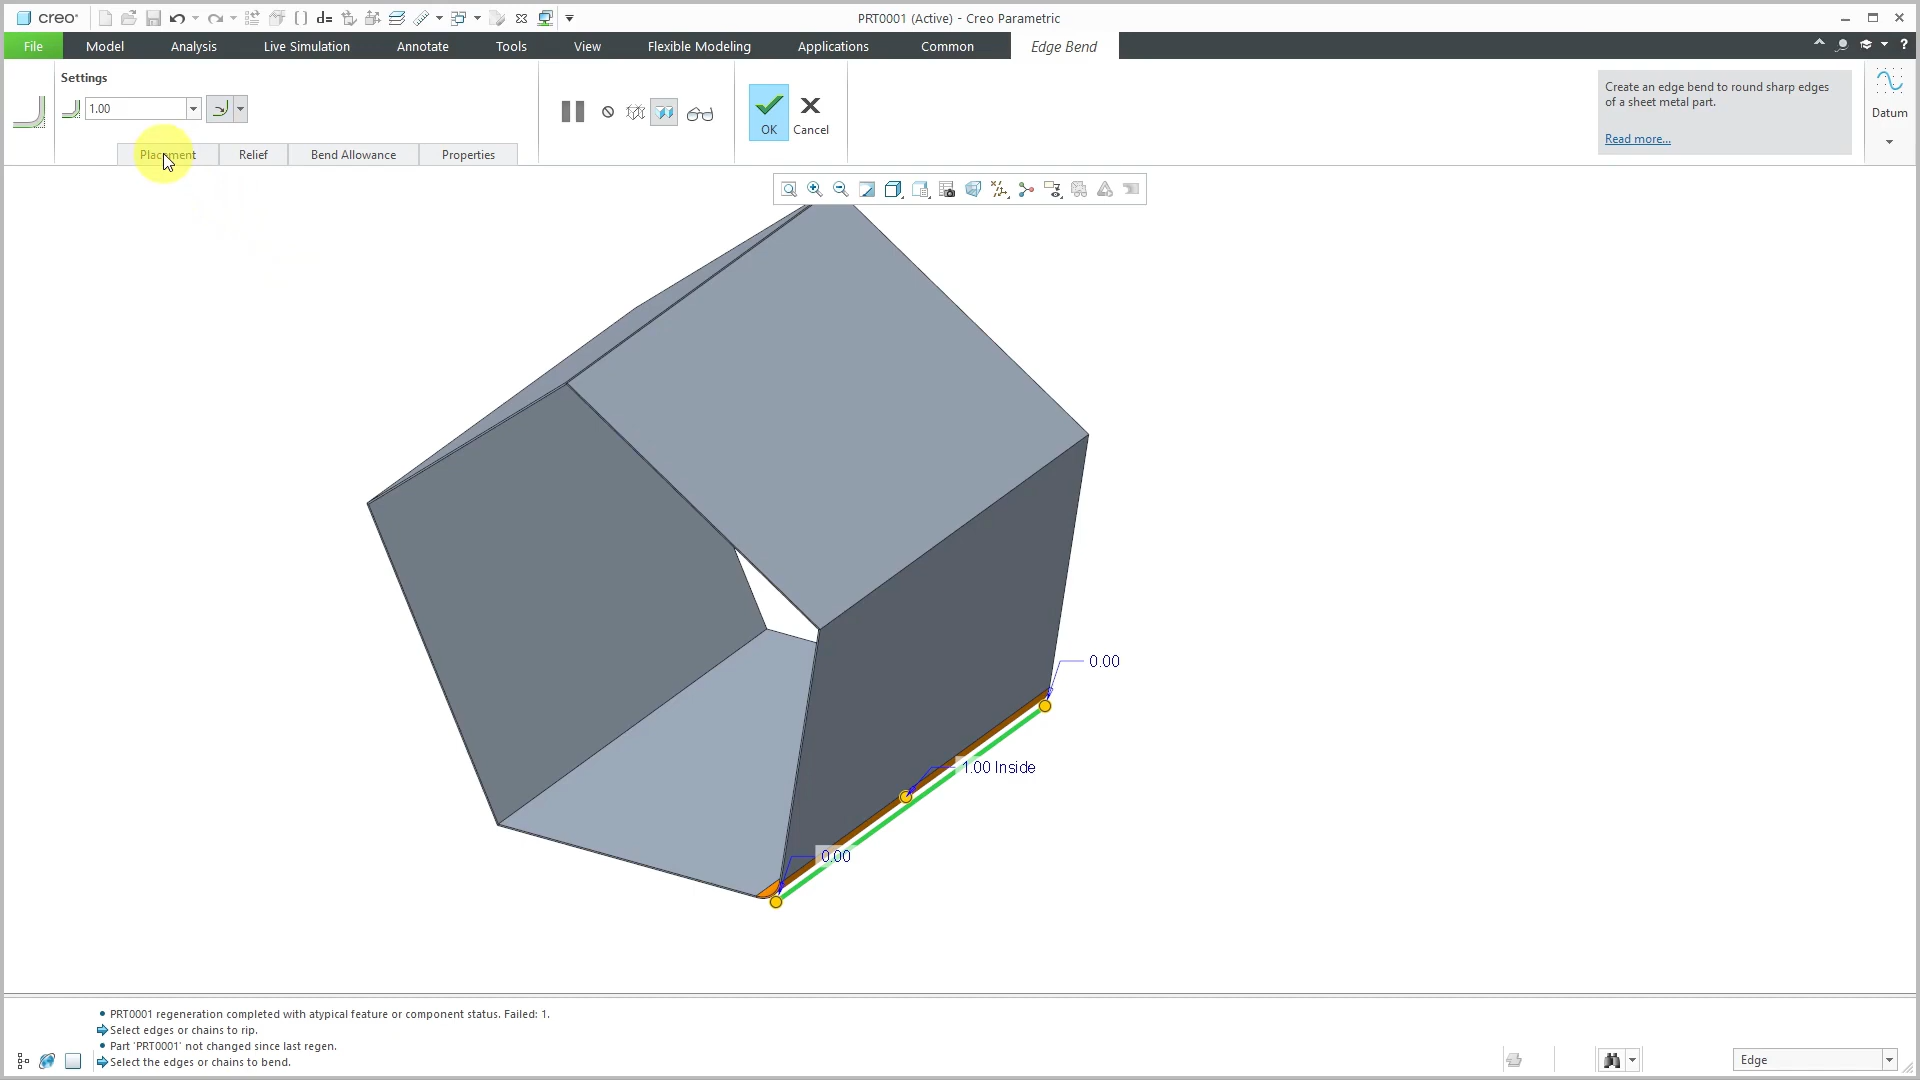 creo
d=
PRT0001 (Active) - Creo Parametric
File
Model
Analysis
Live Simulation
Annotate
Tools
View
Flexible Modeling
Applications
Common
Edge Bend
?
Settings
1.00
OK
Cancel
Create an edge bend to round sharp edges
of a sheet metal part.
Read more...
Datum
Placement
Relief
Bend Allowance
Properties
0.00
1.00 Inside
0.00
PRT0001 regeneration completed with atypical feature or component status. Failed: 1.
Select edges or chains to rip.
Part 'PRT0001' not changed since last regen.
Select the edges or chains to bend.
Edge